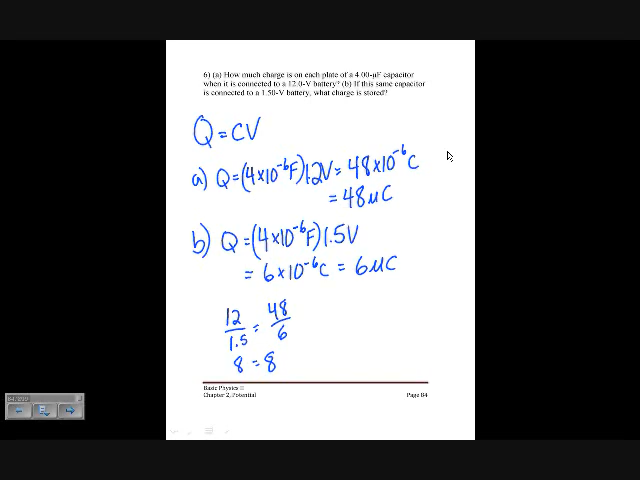 6) (a) How much charge is on each plate of a 4.00-µF capacitor
when it is connected to a 12.0-V battery? (b) If this same capacitor
is connected to a 1.50-V battery, what charge is stored?
Q = CV
a) Q = (4×10⁻⁶F)1.2V = 48×10⁻⁶C
= 48µC
b) Q = (4×10⁻⁶F)1.5V
= 6×10⁻⁶C = 6µC
12/1.5 = 48/6
8 = 8
Basic Physics II
Chapter 2, Potential Page 84